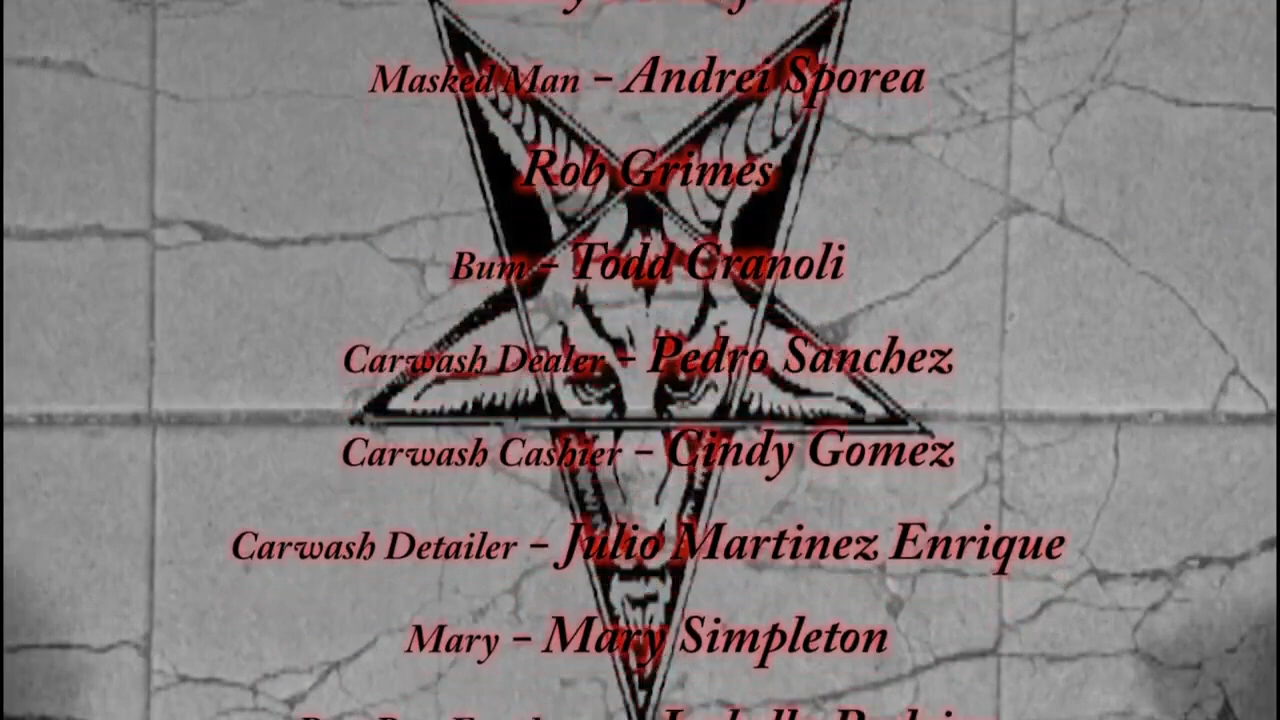 Masked Man – Andrei Sporea
Rob Grimes
Bum – Todd Cranoli
Carwash Dealer – Pedro Sanchez
Carwash Cashier – Cindy Gomez
Carwash Detailer – Julio Martinez Enrique
Mary – Mary Simpleton